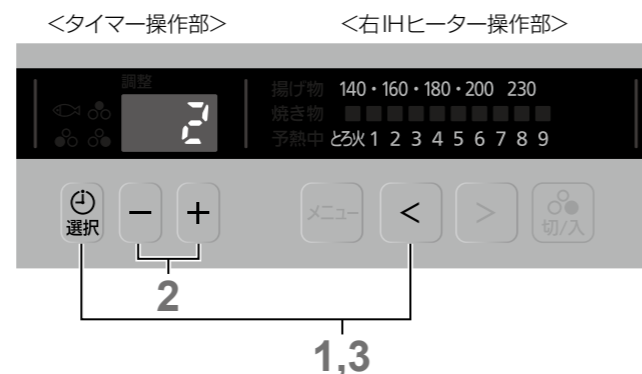 <タイマー操作部> <右IHヒーター操作部>
調整
2
揚げ物 140・160・180・200 230
焼き物
予熱中 とろ火 1 2 3 4 5 6 7 8 9
選択 − + メニュー < > 切/入
2
1,3